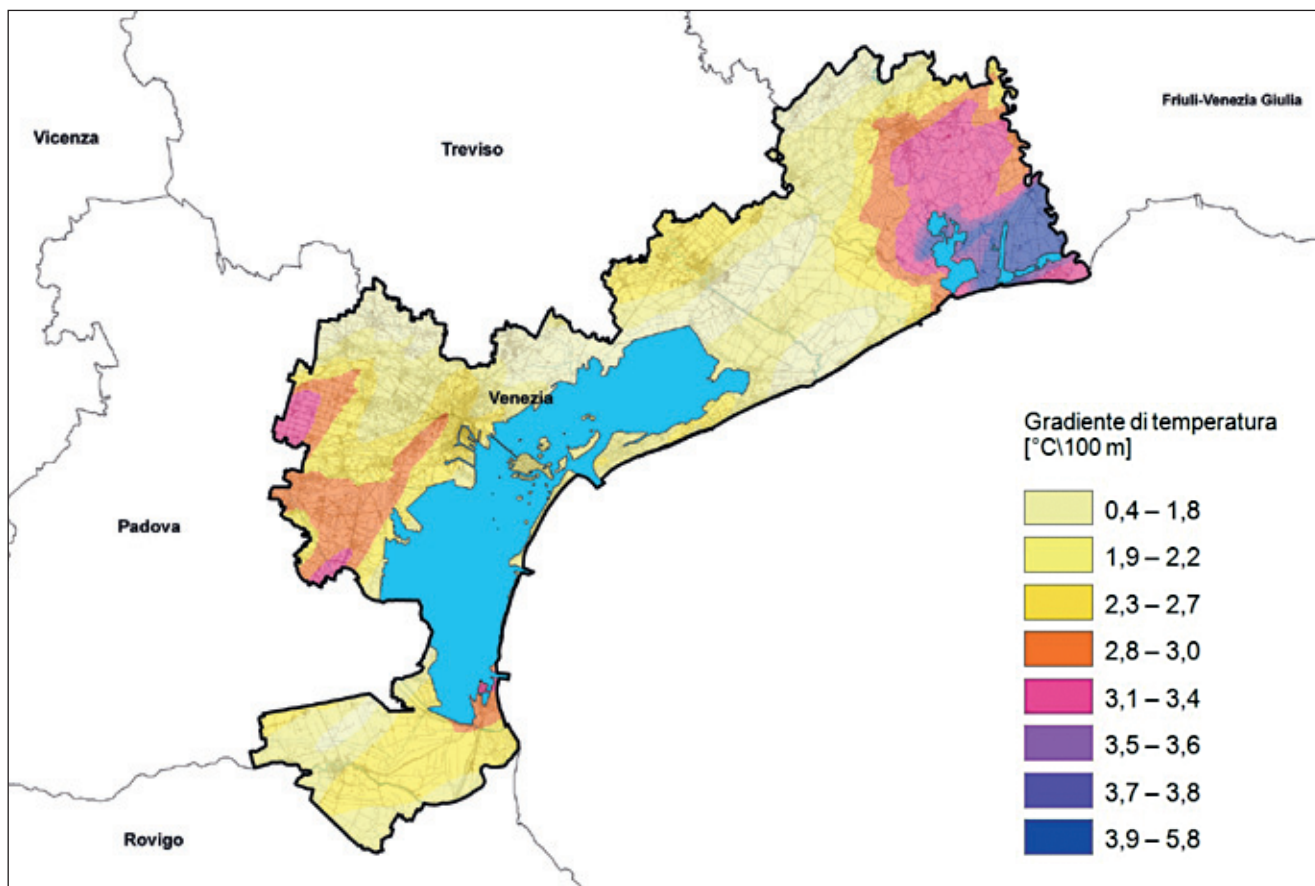 Vicenza
Treviso
Friuli-Venezia Giulia
Venezia
Padova
Rovigo
Gradiente di temperatura
[°C\100 m]
0,4 – 1,8
1,9 – 2,2
2,3 – 2,7
2,8 – 3,0
3,1 – 3,4
3,5 – 3,6
3,7 – 3,8
3,9 – 5,8